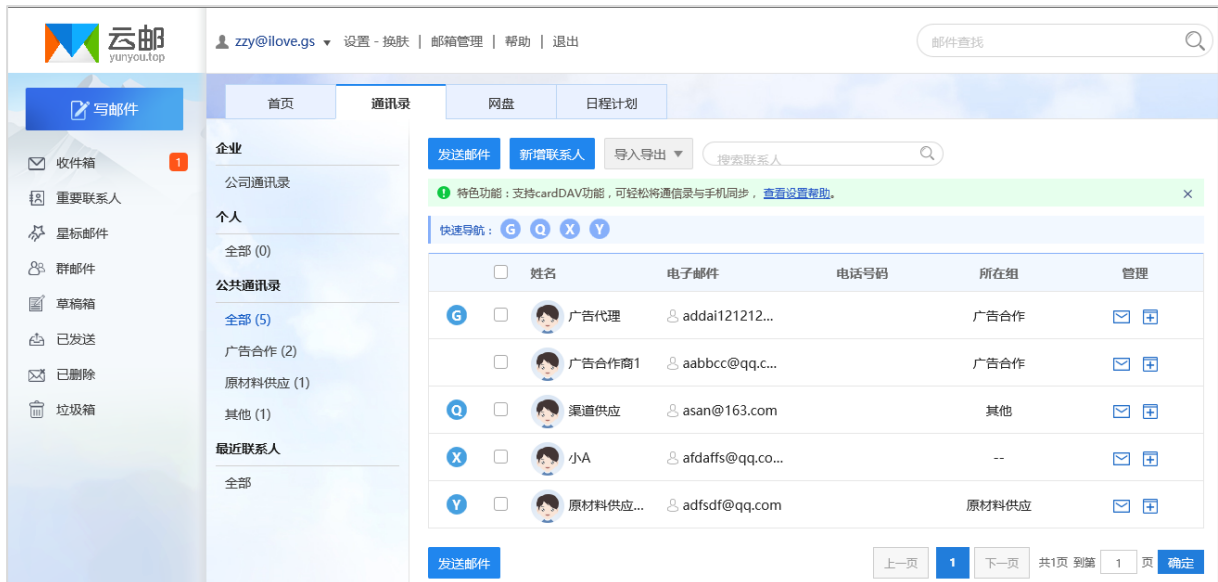 云邮
yunyou.top
zzy@ilove.gs ▼ 设置 - 换肤 | 邮箱管理 | 帮助 | 退出
邮件查找
写邮件
收件箱 1
重要联系人
星标邮件
群邮件
草稿箱
已发送
已删除
垃圾箱
首页 通讯录 网盘 日程计划
企业
公司通讯录
个人
全部 (0)
公共通讯录
全部 (5)
广告合作 (2)
原材料供应 (1)
其他 (1)
最近联系人
全部
发送邮件 新增联系人 导入导出 ▼ 搜索联系人
特色功能：支持cardDAV功能，可轻松将通信录与手机同步， 查看设置帮助。 ×
快速导航： G Q X Y
姓名 电子邮件 电话号码 所在组 管理
G 广告代理 addai121212... 广告合作
广告合作商1 aabbcc@qq.c... 广告合作
Q 渠道供应 asan@163.com 其他
X 小A afdaffs@qq.co... --
Y 原材料供应... adfsdf@qq.com 原材料供应
发送邮件 上一页 1 下一页 共1页 到第 1 页 确定